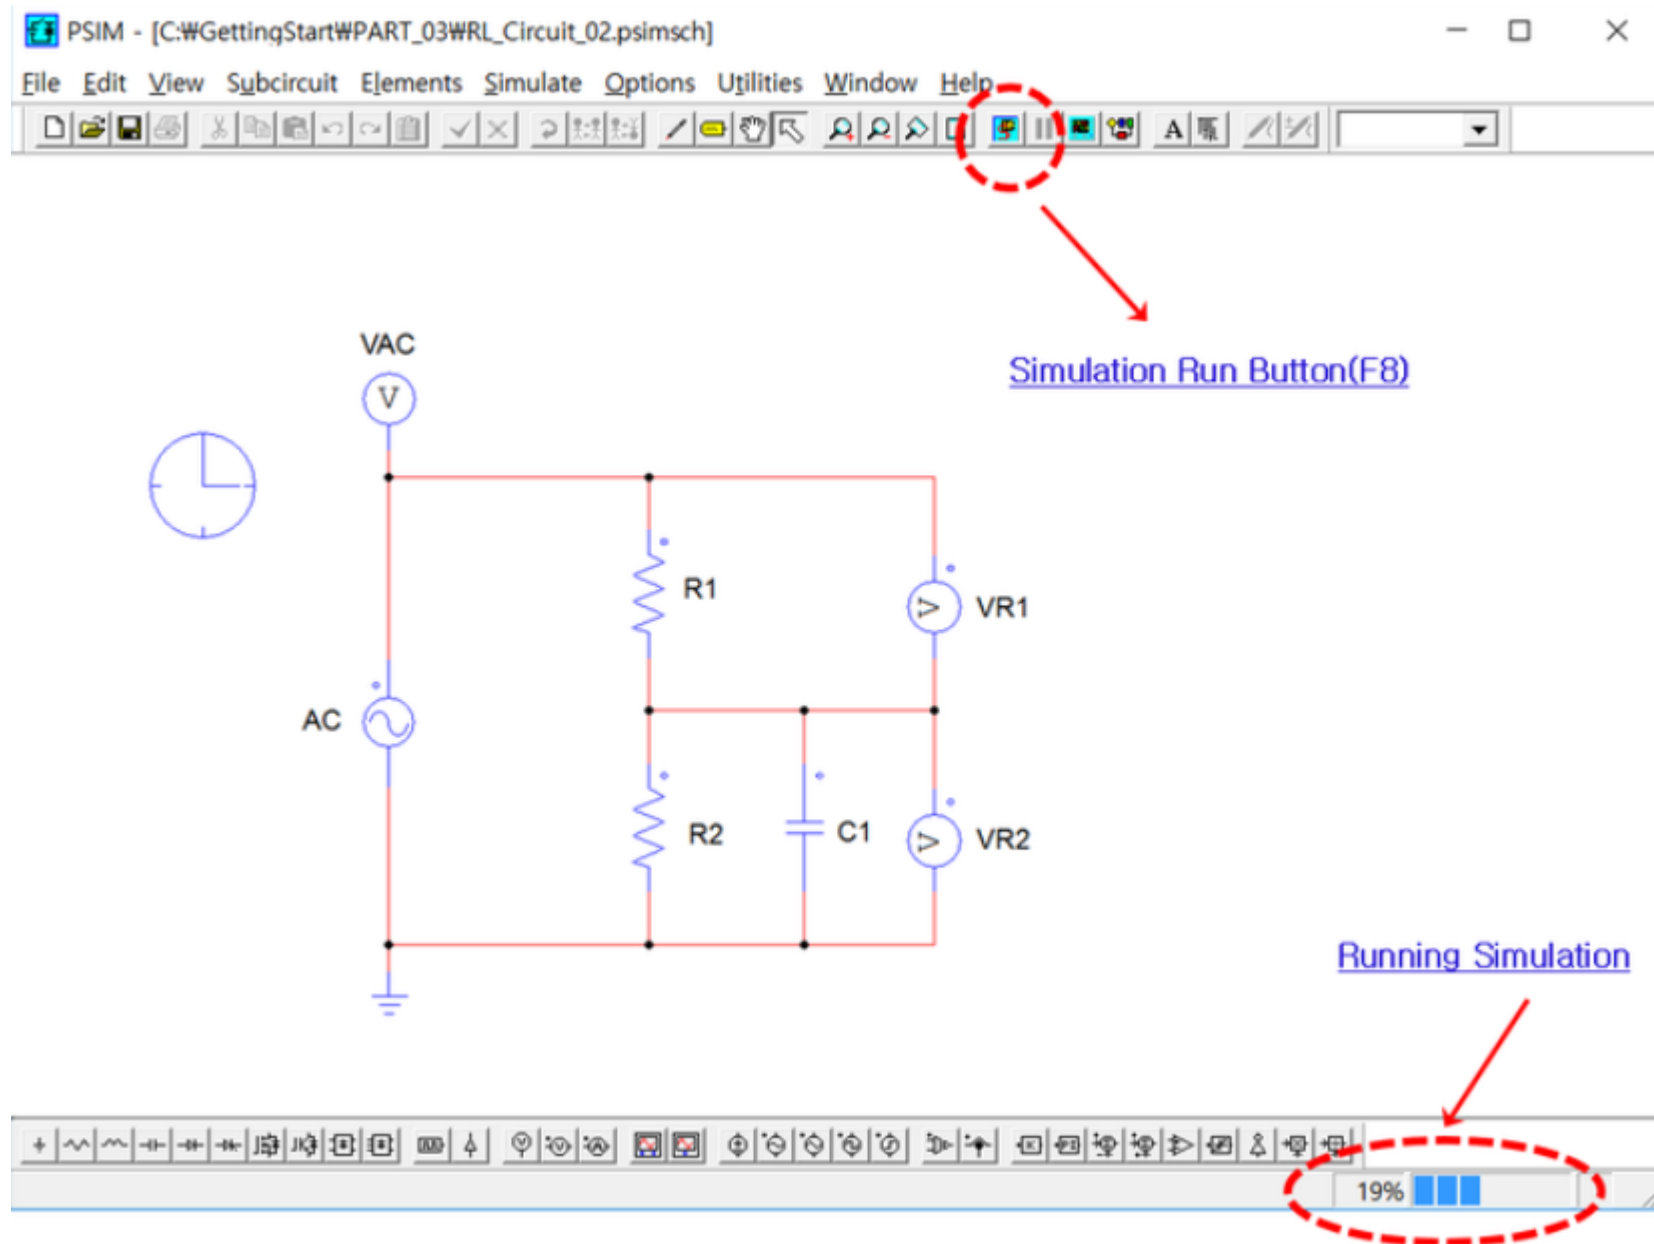 PSIM - [C:₩GettingStart₩PART_03₩RL_Circuit_02.psimsch]
File Edit View Subcircuit Elements Simulate Options Utilities Window Help
A
Simulation Run Button(F8)
VAC
V
R1
V
VR1
AC
R2
C1
V
VR2
Running Simulation
19%